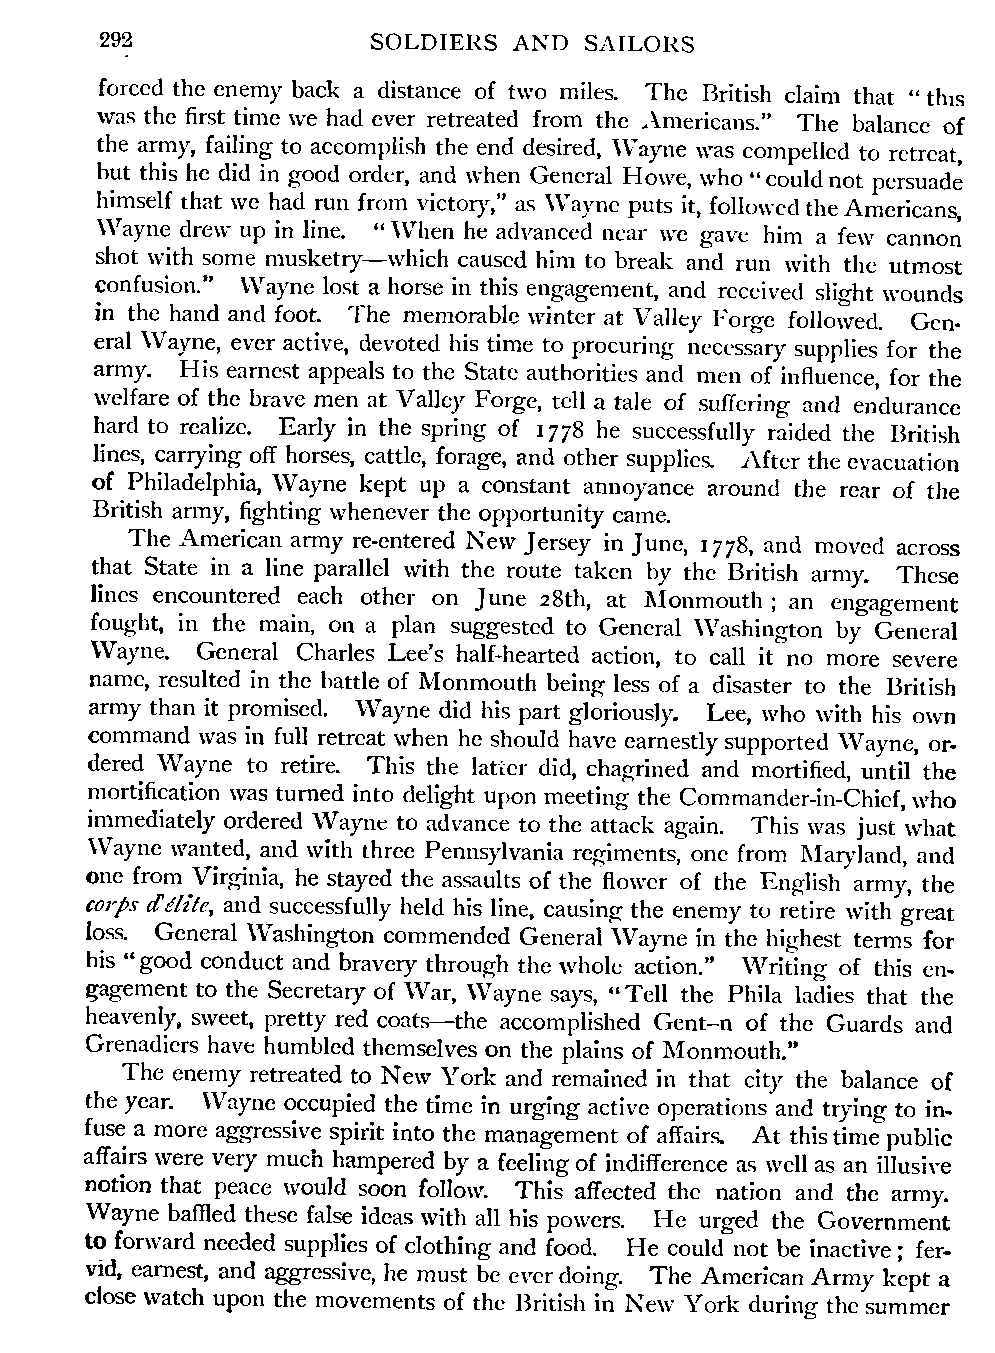 292 SOLDIERS AND SAILORS
forced the enemy back a distance of two miles. The British claim that “this
was the first time we had ever retreated from the Americans.” The balance of
the army, failing to accomplish the end desired, Wayne was compelled to retreat,
but this he did in good order, and when General Howe, who “could not persuade
himself that we had run from victory,” as Wayne puts it, followed the Americans,
Wayne drew up in line. “When he advanced near we gave him a few cannon
shot with some musketry—which caused him to break and run with the utmost
confusion.” Wayne lost a horse in this engagement, and received slight wounds
in the hand and foot. The memorable winter at Valley Forge followed. Gen-
eral Wayne, ever active, devoted his time to procuring necessary supplies for the
army. His earnest appeals to the State authorities and men of influence, for the
welfare of the brave men at Valley Forge, tell a tale of suffering and endurance
hard to realize. Early in the spring of 1778 he successfully raided the British
lines, carrying off horses, cattle, forage, and other supplies. After the evacuation
of Philadelphia, Wayne kept up a constant annoyance around the rear of the
British army, fighting whenever the opportunity came.
The American army re-entered New Jersey in June, 1778, and moved across
that State in a line parallel with the route taken by the British army. These
lines encountered each other on June 28th, at Monmouth ; an engagement
fought, in the main, on a plan suggested to General Washington by General
Wayne. General Charles Lee's half-hearted action, to call it no more severe
name, resulted in the battle of Monmouth being less of a disaster to the British
army than it promised. Wayne did his part gloriously. Lee, who with his own
command was in full retreat when he should have earnestly supported Wayne, or-
dered Wayne to retire. This the latter did, chagrined and mortified, until the
mortification was turned into delight upon meeting the Commander-in-Chief, who
immediately ordered Wayne to advance to the attack again. This was just what
Wayne wanted, and with three Pennsylvania regiments, one from Maryland, and
one from Virginia, he stayed the assaults of the flower of the English army, the
corps d'élite, and successfully held his line, causing the enemy to retire with great
loss. General Washington commended General Wayne in the highest terms for
his “good conduct and bravery through the whole action.” Writing of this en-
gagement to the Secretary of War, Wayne says, “Tell the Phila ladies that the
heavenly, sweet, pretty red coats—the accomplished Gent–n of the Guards and
Grenadiers have humbled themselves on the plains of Monmouth.”
The enemy retreated to New York and remained in that city the balance of
the year. Wayne occupied the time in urging active operations and trying to in-
fuse a more aggressive spirit into the management of affairs. At this time public
affairs were very much hampered by a feeling of indifference as well as an illusive
notion that peace would soon follow. This affected the nation and the army.
Wayne baffled these false ideas with all his powers. He urged the Government
to forward needed supplies of clothing and food. He could not be inactive ; fer-
vid, earnest, and aggressive, he must be ever doing. The American Army kept a
close watch upon the movements of the British in New York during the summer